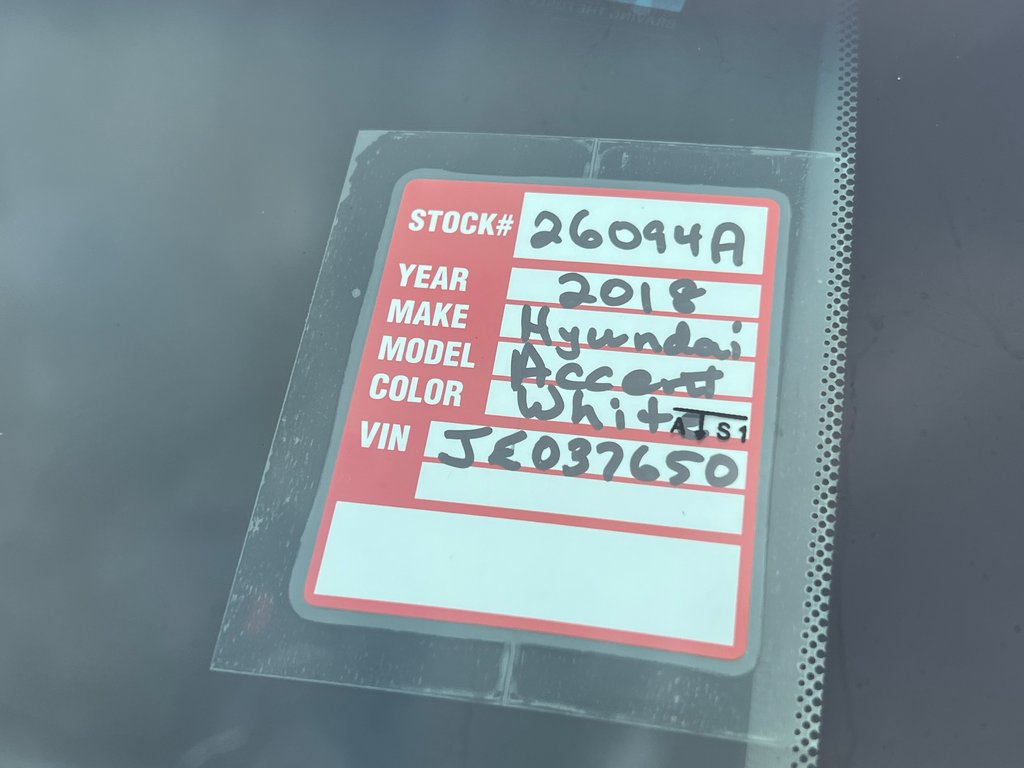 STOCK# 26094A
YEAR 2018
MAKE Hyundai
MODEL Accent
COLOR White
A S1
VIN JE037650